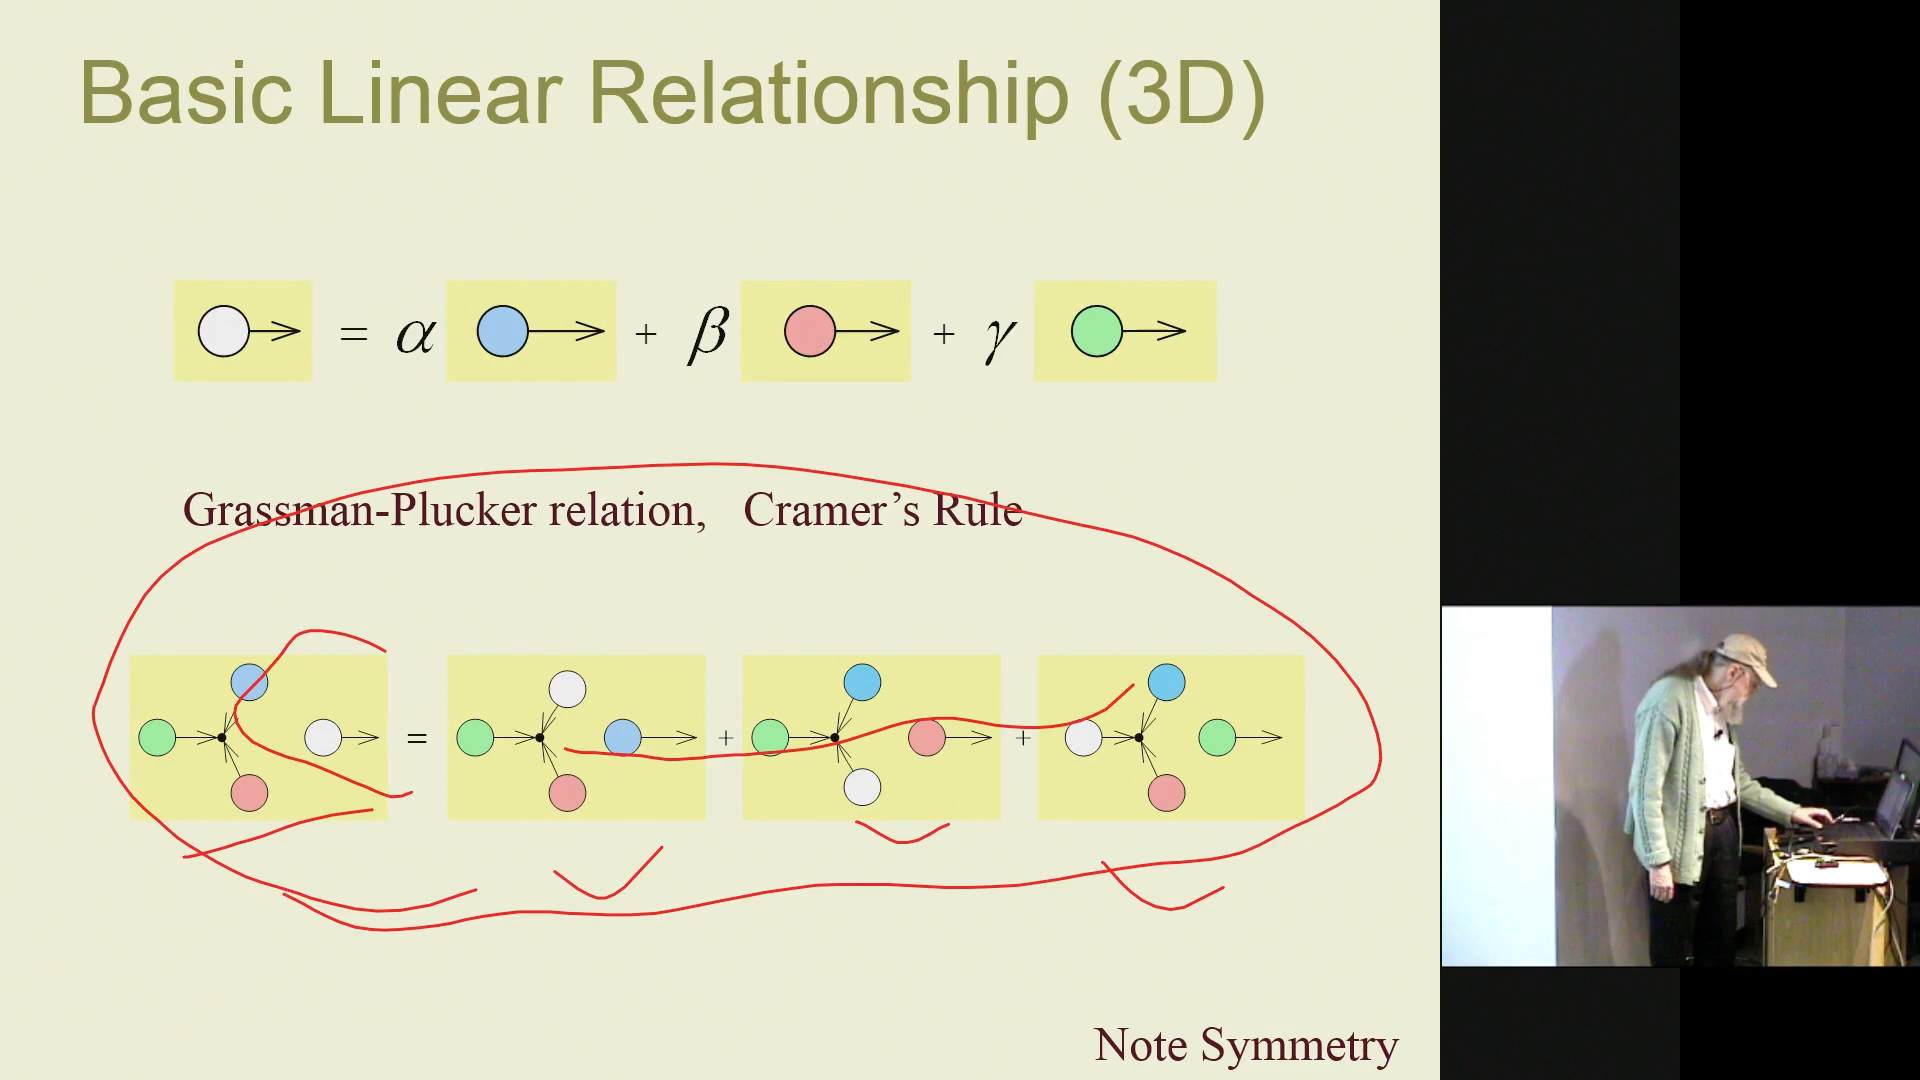 Basic Linear Relationship (3D)
= α + β + γ
Grassman-Plucker relation, Cramer’s Rule
= + +
Note Symmetry